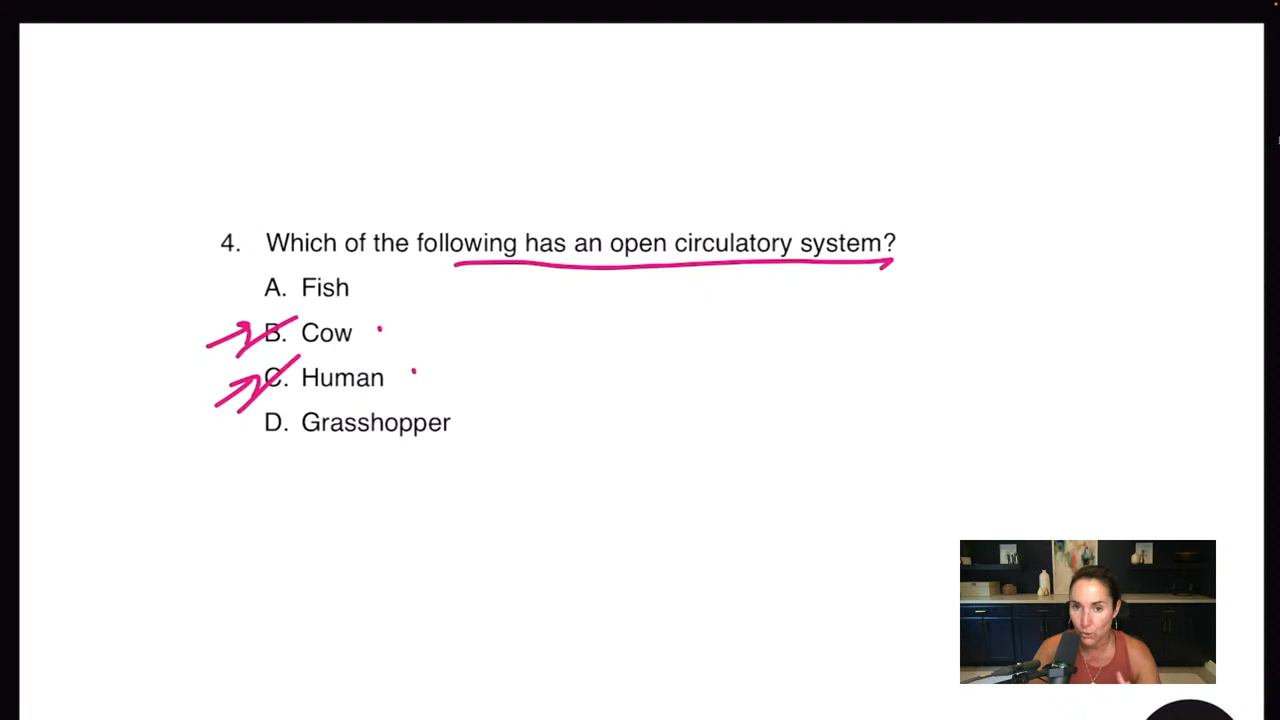 4. Which of the following has an open circulatory system?
A. Fish
B. Cow
C. Human
D. Grasshopper